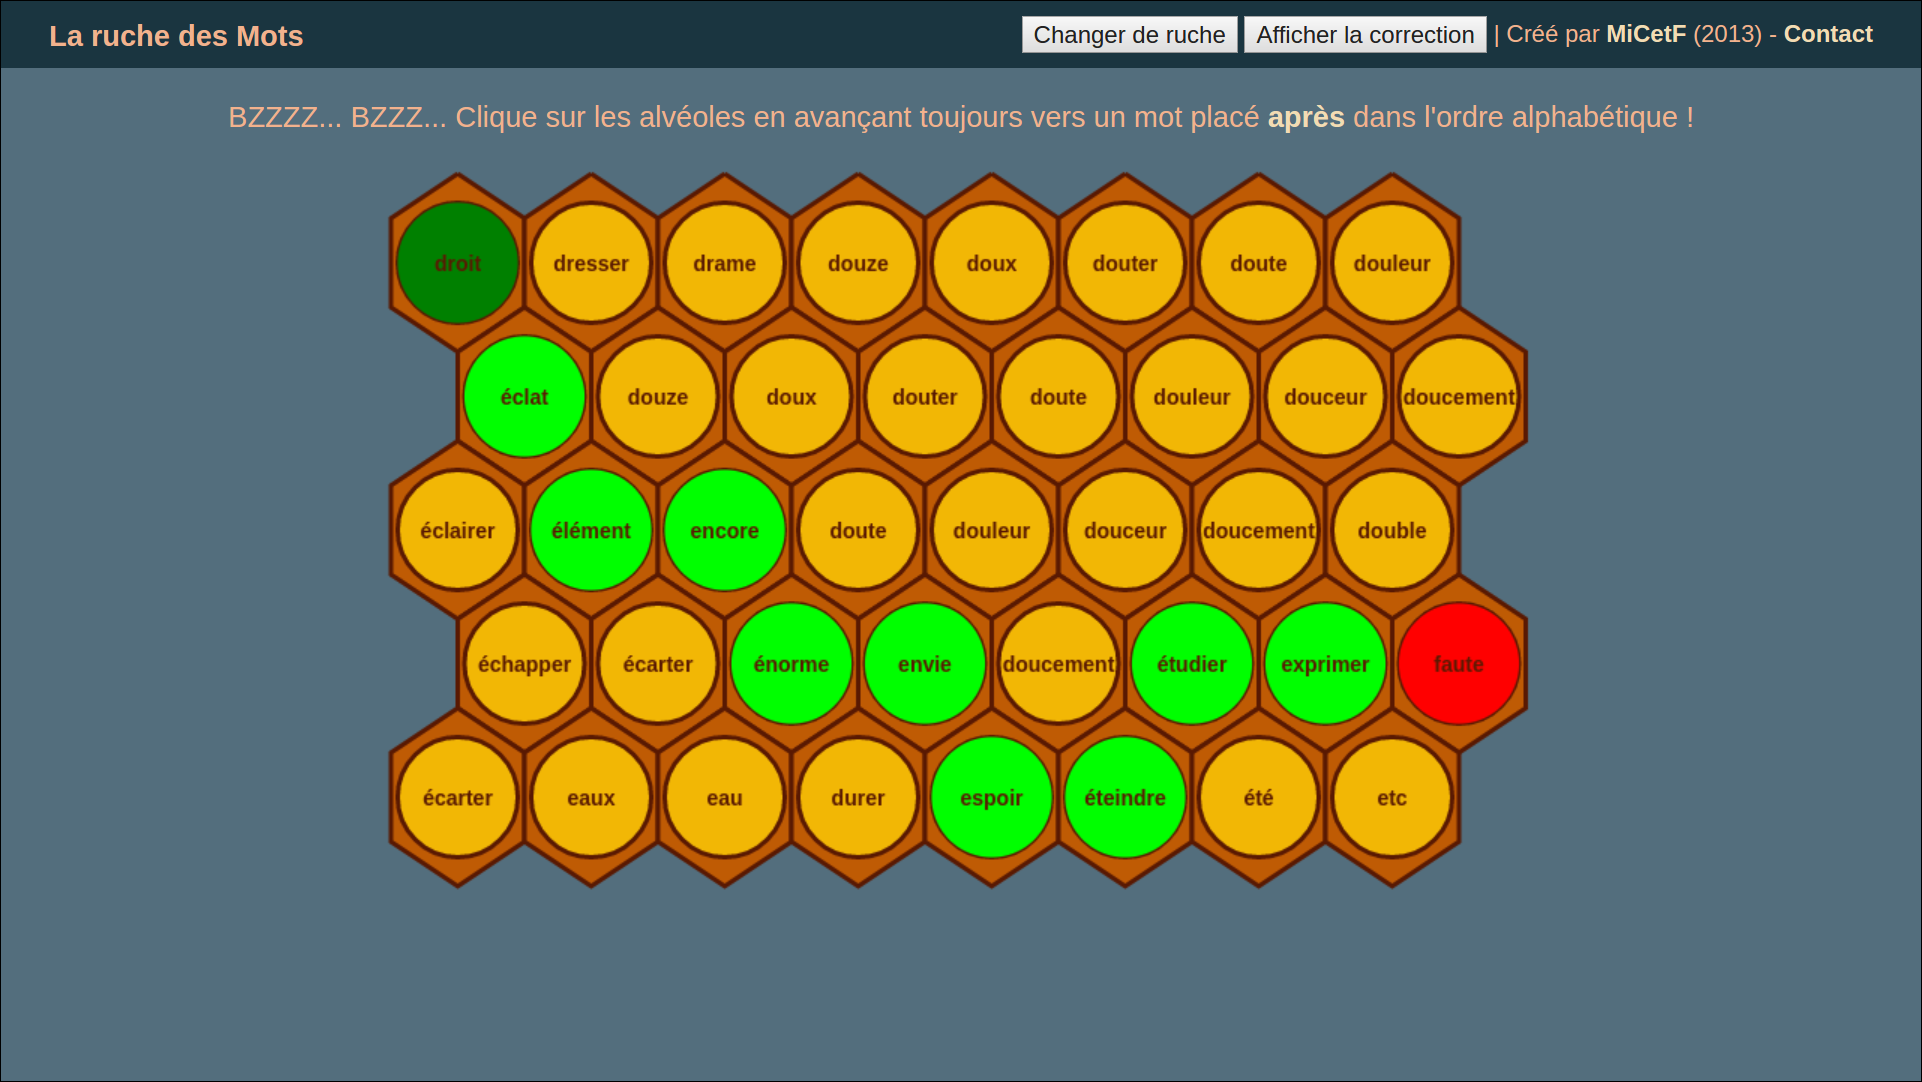 La ruche des Mots
Changer de ruche Afficher la correction | Créé par MiCetF (2013) - Contact
BZZZZ... BZZZ... Clique sur les alvéoles en avançant toujours vers un mot placé après dans l'ordre alphabétique !
droit dresser drame douze doux douter doute douleur
éclat douze doux douter doute douleur douceur doucement
éclairer élément encore doute douleur douceur doucement double
échapper écarter énorme envie doucement étudier exprimer faute
écarter eaux eau durer espoir éteindre été etc